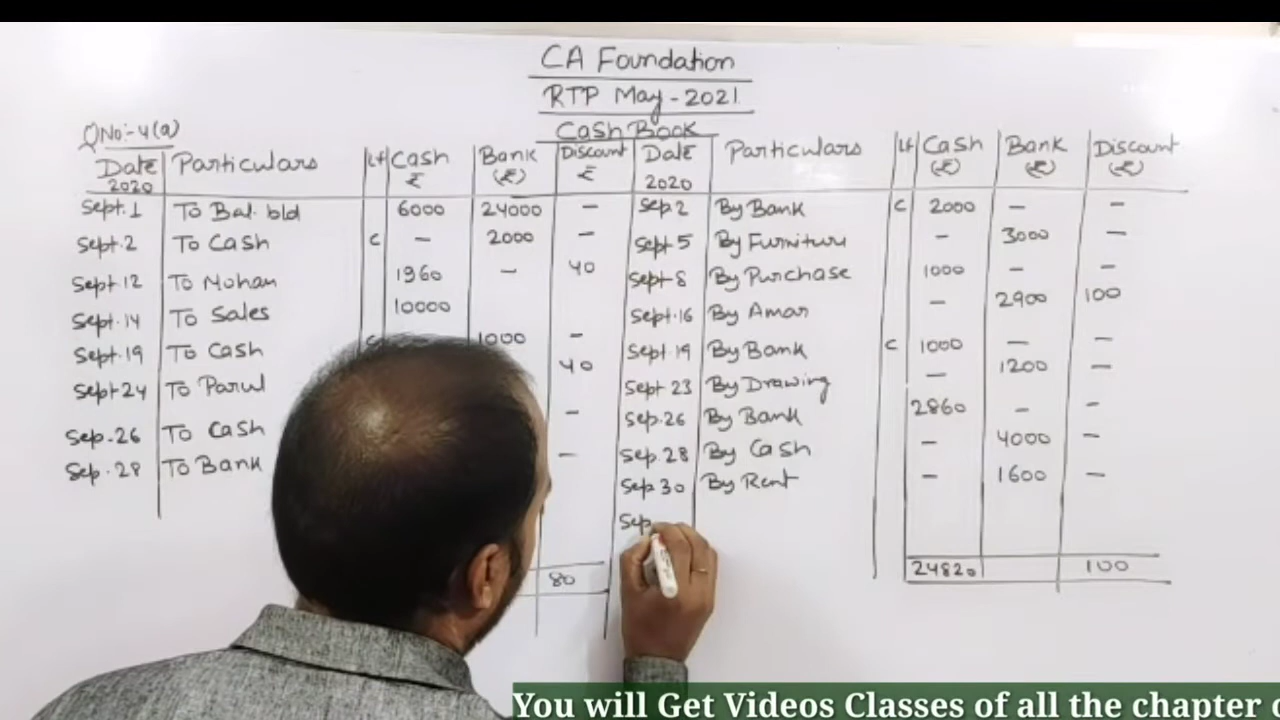 CA Foundation
RTP May-2021
QNo:-4(a)
Cash Book
Date 2020 Particulars Lf Cash ₹ Bank (₹) Discount ₹ Date 2020 Particulars Lf Cash (₹) Bank (₹) Discount (₹)
Sept.1 To Bal. b/d 6000 24000 - Sep 2 By Bank C 2000 - -
Sept.2 To Cash C - 2000 - Sept 5 By Furniture - 3000 -
Sept.12 To Mohan 1960 - 40 Sept 8 By Purchase 1000 - -
Sept.14 To Sales 10000 Sept.16 By Amar - 2900 100
Sept.19 To Cash C 1000 - Sept 19 By Bank C 1000 - -
Sept 24 To Parul 40 Sept 23 By Drawing - 1200 -
Sep.26 To Cash - Sep.26 By Bank 2860 - -
Sep.28 To Bank - Sep.28 By Cash - 4000 -
Sep 30 By Rent - 1600 -
Sep
80 24820 100
You will Get Videos Classes of all the chapter